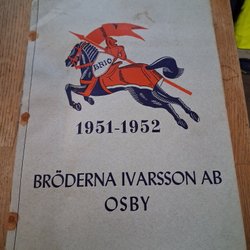 BRIO
1951-1952
BRÖDERNA IVARSSON AB
OSBY